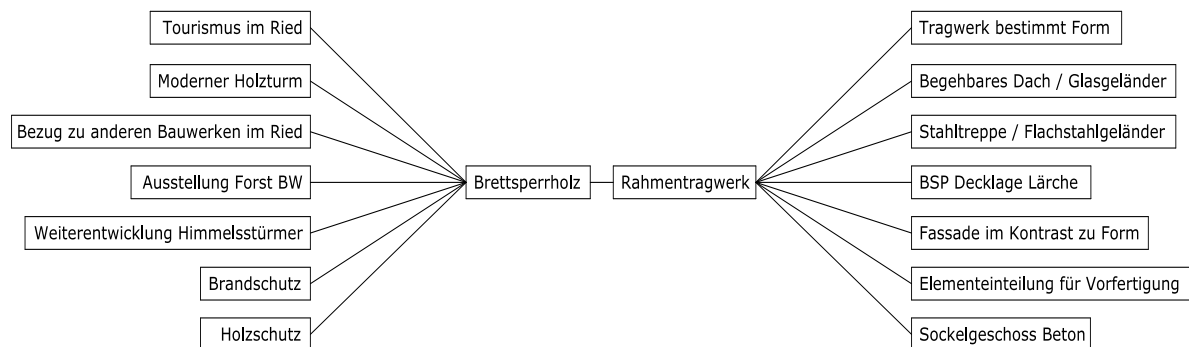 Tourismus im Ried
Moderner Holzturm
Bezug zu anderen Bauwerken im Ried
Ausstellung Forst BW
Weiterentwicklung Himmelsstürmer
Brandschutz
Holzschutz
Brettsperrholz
Rahmentragwerk
Tragwerk bestimmt Form
Begehbares Dach / Glasgeländer
Stahltreppe / Flachstahlgeländer
BSP Decklage Lärche
Fassade im Kontrast zu Form
Elementeinteilung für Vorfertigung
Sockelgeschoss Beton